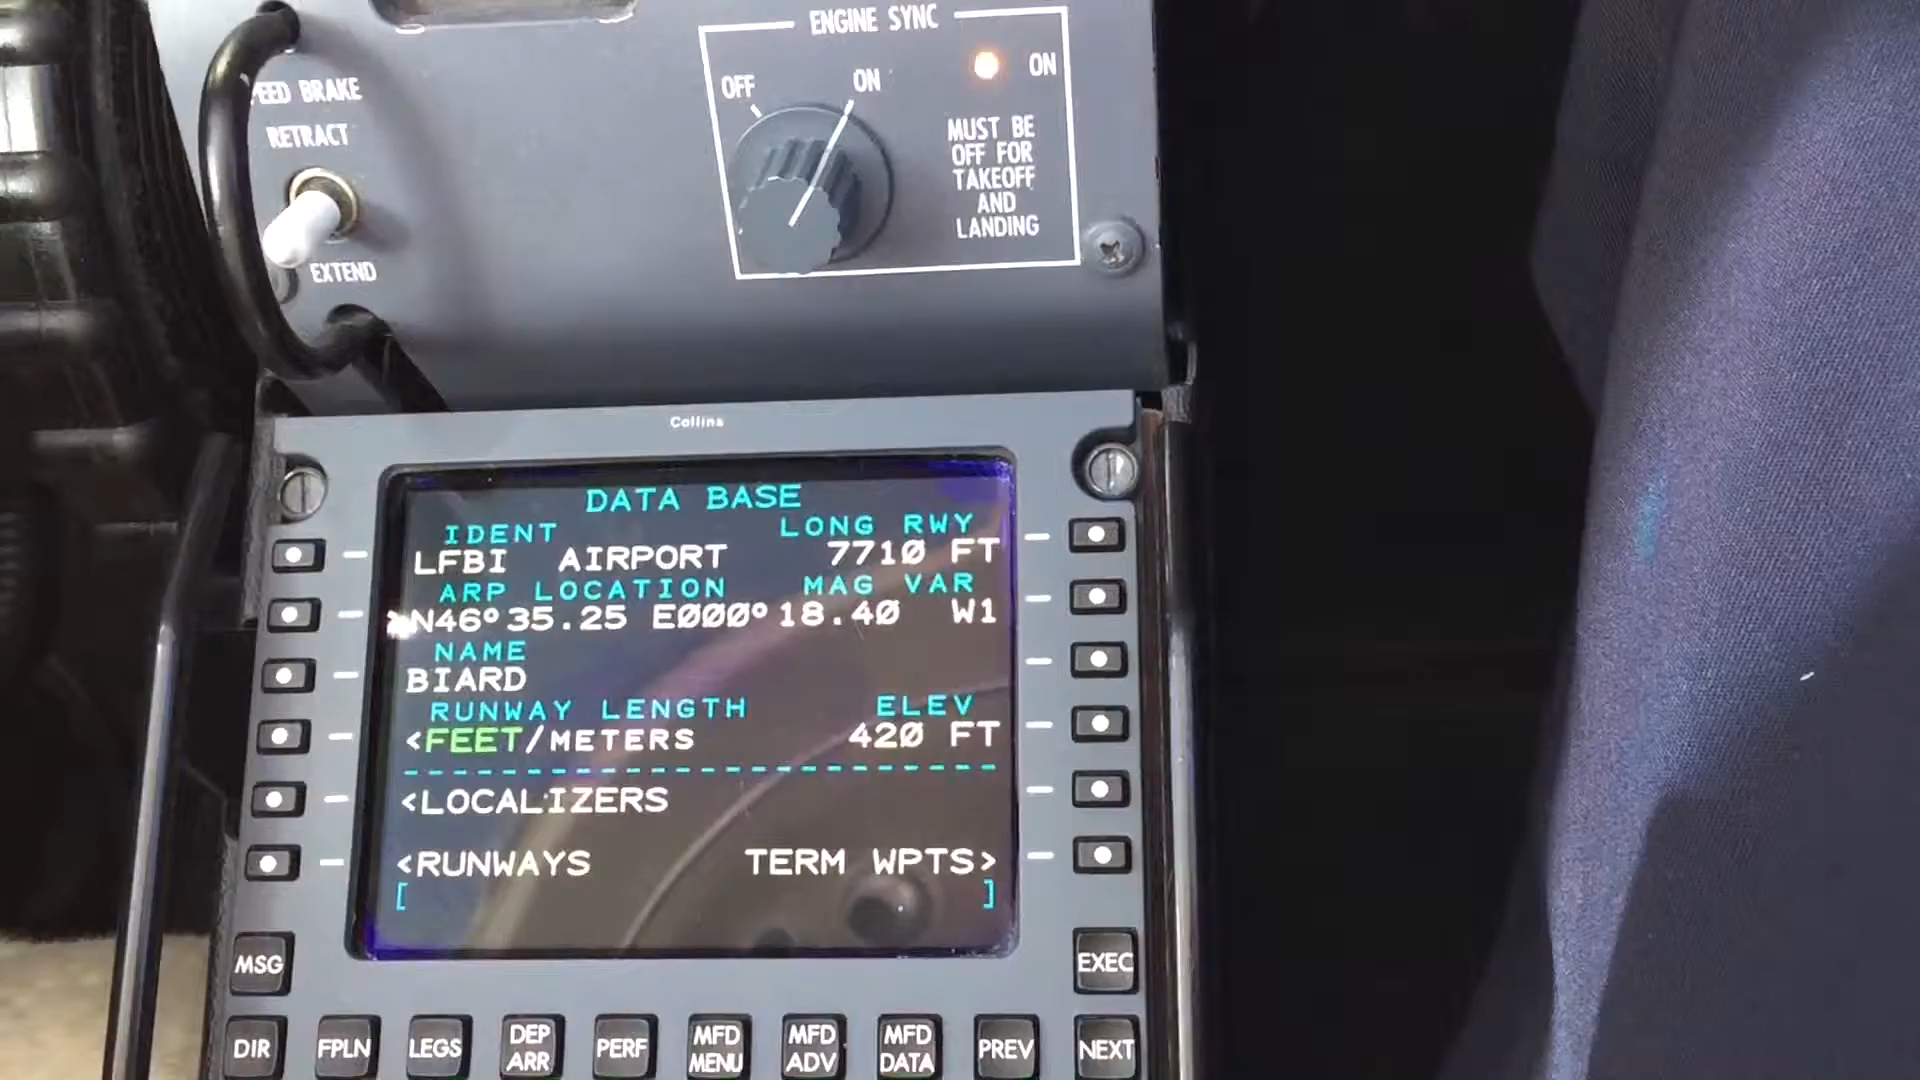 ENGINE SYNC
OFF
ON
ON
MUST BE
OFF FOR
TAKEOFF
AND
LANDING
BRAKE
RETRACT
EXTEND
Collins
DATA BASE
IDENT LONG RWY
LFBI AIRPORT 7710 FT
ARP LOCATION MAG VAR
N46°35.25 E000°18.40 W1
NAME
BIARD
RUNWAY LENGTH ELEV
<FEET/METERS 420 FT
--------------------------
<LOCALIZERS
<RUNWAYS TERM WPTS>
[ ]
MSG
EXEC
DIR
FPLN
LEGS
DEP
ARR
PERF
MFD
MENU
MFD
ADV
MFD
DATA
PREV
NEXT